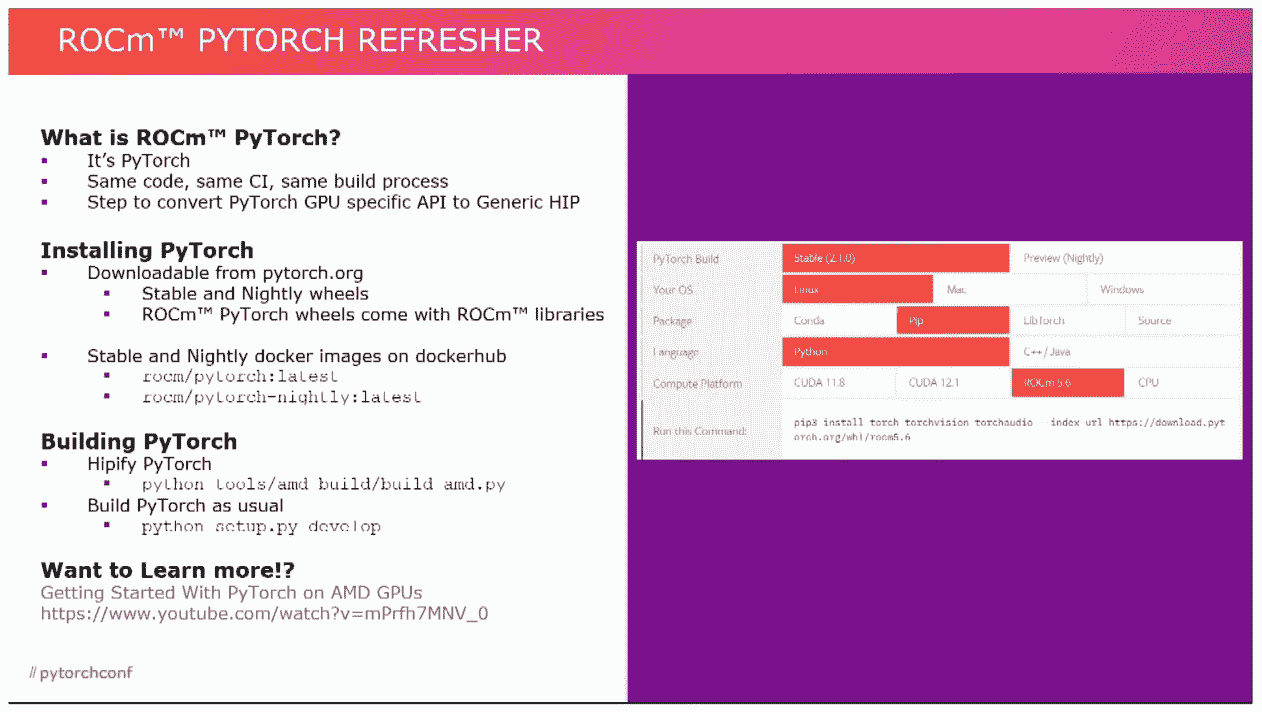 ROCm™ PYTORCH REFRESHER
What is ROCm™ PyTorch?
▪ It's PyTorch
▪ Same code, same CI, same build process
▪ Step to convert PyTorch GPU specific API to Generic HIP
Installing PyTorch
▪ Downloadable from pytorch.org
▪ Stable and Nightly wheels
▪ ROCm™ PyTorch wheels come with ROCm™ libraries
▪ Stable and Nightly docker images on dockerhub
▪ rocm/pytorch:latest
▪ rocm/pytorch-nightly:latest
Building PyTorch
▪ Hipify PyTorch
▪ python tools/amd build/build amd.py
▪ Build PyTorch as usual
▪ python setup.py develop
Want to Learn more!?
Getting Started With PyTorch on AMD GPUs
https://www.youtube.com/watch?v=mPrfh7MNV_0
#pytorchconf
PyTorch Build Stable (2.1.0) Preview (Nightly)
Your OS Linux Mac Windows
Package Conda Pip LibTorch Source
Language Python C++ / Java
Compute Platform CUDA 11.8 CUDA 12.1 ROCm 5.6 CPU
Run this Command: pip3 install torch torchvision torchaudio --index-url https://download.pyt
orch.org/whl/rocm5.6